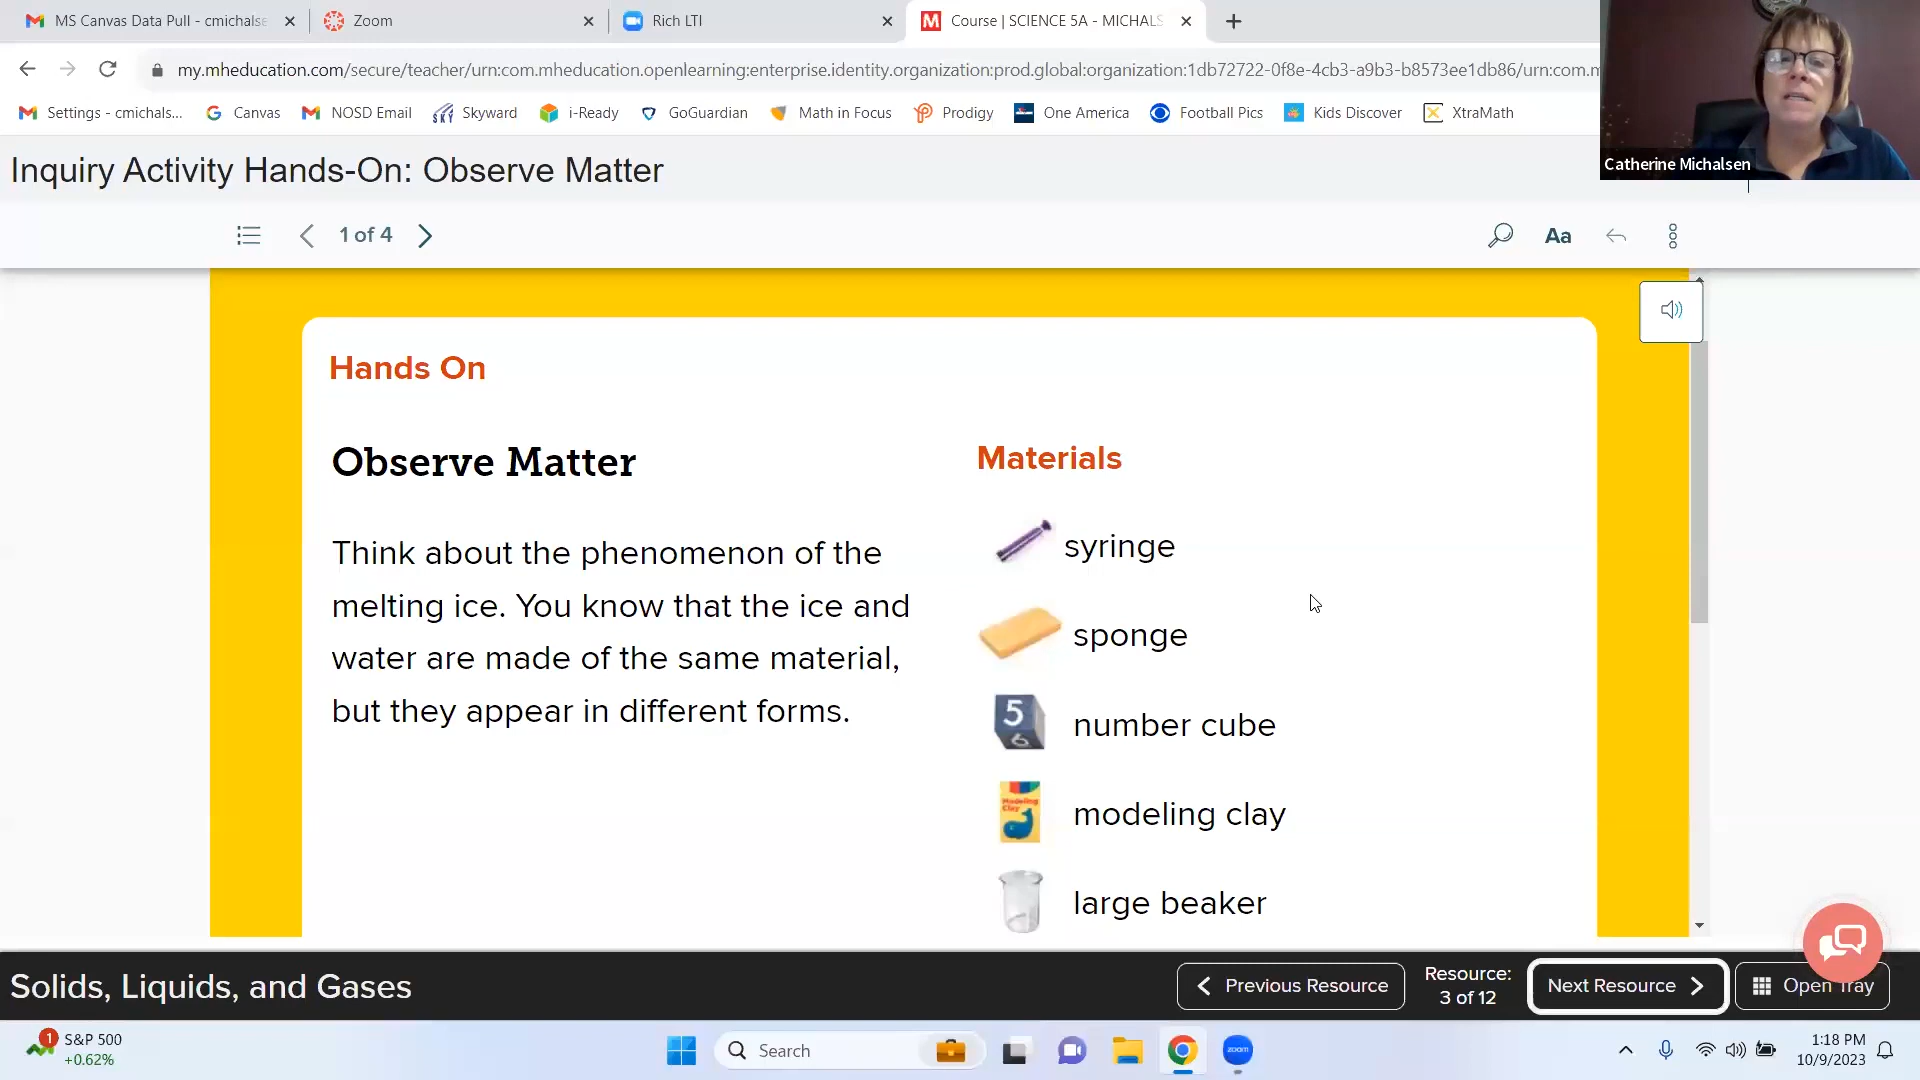 MS Canvas Data Pull - cmichalse
Zoom
Rich LTI
Course | SCIENCE 5A - MICHALS
my.mheducation.com/secure/teacher/urn:com.mheducation.openlearning:enterprise.identity.organization:prod.global:organization:1db72722-0f8e-4cb3-a9b3-b8573ee1db86/urn:com.m
Settings - cmichals...
Canvas
NOSD Email
Skyward
i-Ready
GoGuardian
Math in Focus
Prodigy
One America
Football Pics
Kids Discover
XtraMath
Catherine Michalsen
Inquiry Activity Hands-On: Observe Matter
1 of 4
Aa
Hands On
Observe Matter
Think about the phenomenon of the
melting ice. You know that the ice and
water are made of the same material,
but they appear in different forms.
Materials
syringe
sponge
5
6
number cube
Modeling
Clay
modeling clay
large beaker
Solids, Liquids, and Gases
Previous Resource
Resource:
3 of 12
Next Resource
Open Tray
1
S&P 500
+0.62%
Search
zoom
1:18 PM
10/9/2023